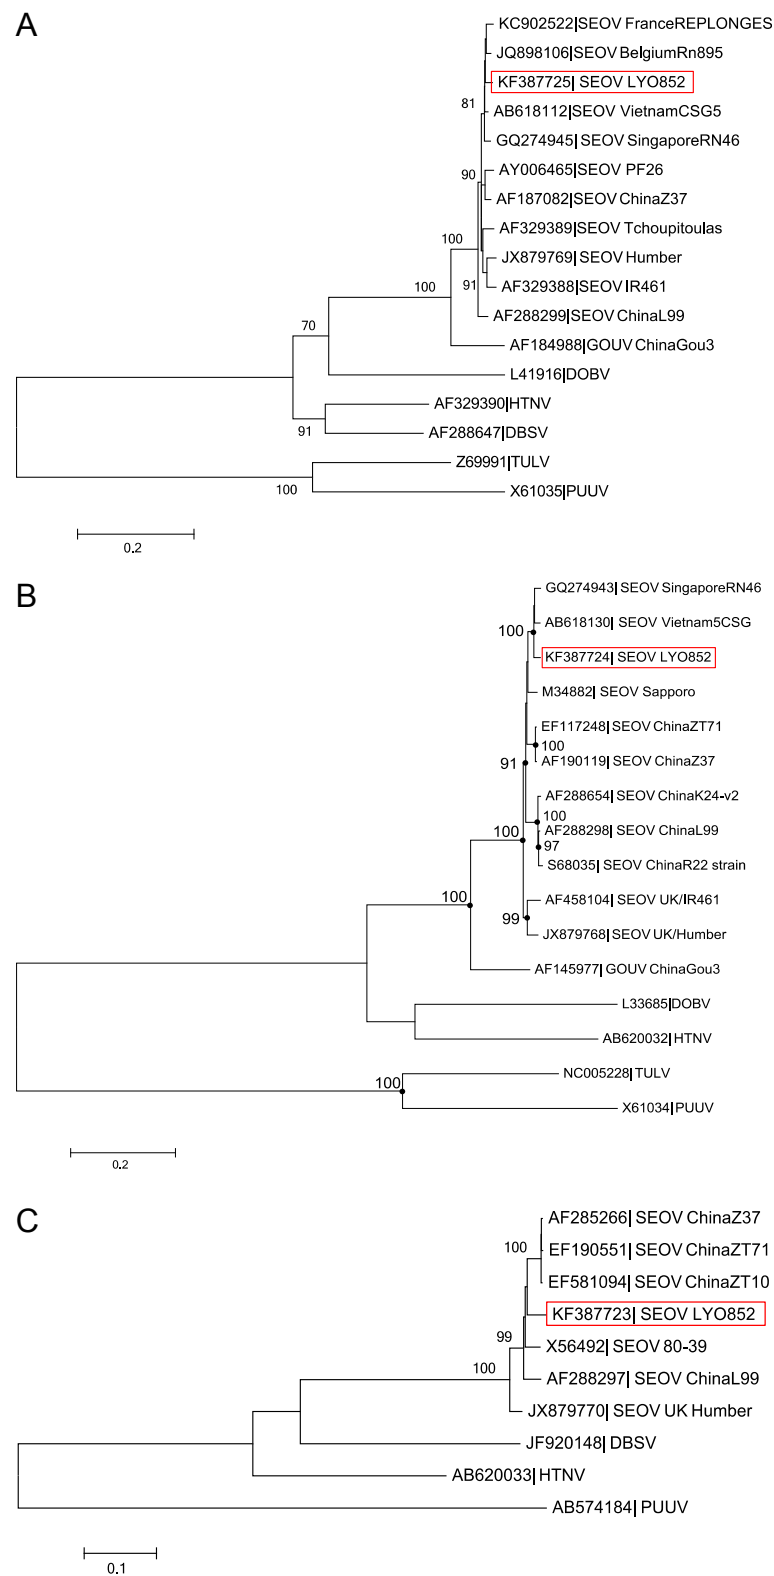 A
KC902522|SEOV FranceREPLONGES
JQ898106|SEOV BelgiumRn895
KF387725| SEOV LYO852
81
AB618112|SEOV VietnamCSG5
GQ274945|SEOV SingaporeRN46
90
AY006465|SEOV PF26
AF187082|SEOV ChinaZ37
AF329389|SEOV Tchoupitoulas
100
JX879769|SEOV Humber
100
91
AF329388|SEOV IR461
AF288299|SEOV ChinaL99
70
AF184988|GOUV ChinaGou3
L41916|DOBV
AF329390|HTNV
91
AF288647|DBSV
Z69991|TULV
100
X61035|PUUV
0.2
B
GQ274943| SEOV SingaporeRN46
AB618130| SEOV Vietnam5CSG
100
KF387724| SEOV LYO852
M34882| SEOV Sapporo
EF117248| SEOV ChinaZT71
100
91
AF190119| SEOV ChinaZ37
AF288654| SEOV ChinaK24-v2
100
100
AF288298| SEOV ChinaL99
97
S68035| SEOV ChinaR22 strain
100
AF458104| SEOV UK/IR461
99
JX879768| SEOV UK/Humber
AF145977| GOUV ChinaGou3
L33685|DOBV
AB620032| HTNV
NC005228| TULV
100
X61034| PUUV
0.2
C
AF285266| SEOV ChinaZ37
100
EF190551| SEOV ChinaZT71
EF581094| SEOV ChinaZT10
KF387723| SEOV LYO852
99
X56492| SEOV 80-39
100
AF288297| SEOV ChinaL99
JX879770| SEOV UK Humber
JF920148| DBSV
AB620033| HTNV
AB574184| PUUV
0.1